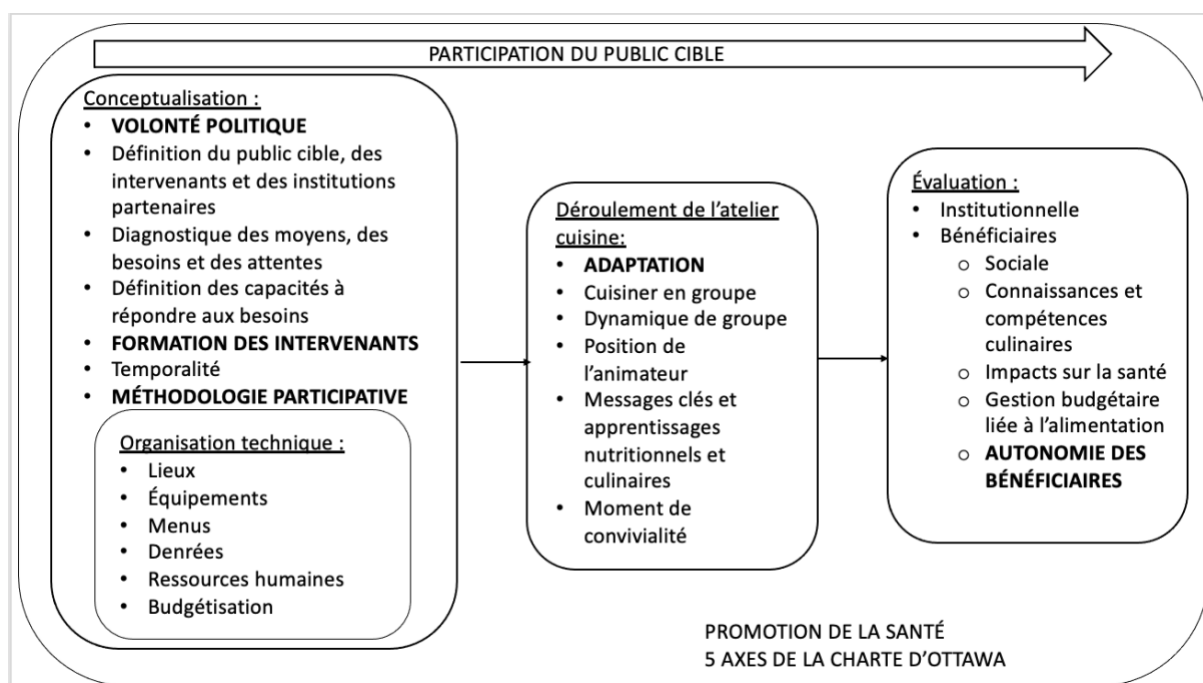 PARTICIPATION DU PUBLIC CIBLE
Conceptualisation :
• VOLONTÉ POLITIQUE
• Définition du public cible, des
intervenants et des institutions
partenaires
• Diagnostique des moyens, des
besoins et des attentes
• Définition des capacités à
répondre aux besoins
• FORMATION DES INTERVENANTS
• Temporalité
• MÉTHODOLOGIE PARTICIPATIVE
Organisation technique :
• Lieux
• Équipements
• Menus
• Denrées
• Ressources humaines
• Budgétisation
Déroulement de l’atelier
cuisine:
• ADAPTATION
• Cuisiner en groupe
• Dynamique de groupe
• Position de
l’animateur
• Messages clés et
apprentissages
nutritionnels et
culinaires
• Moment de
convivialité
Évaluation :
• Institutionnelle
• Bénéficiaires
o Sociale
o Connaissances et
compétences
culinaires
o Impacts sur la santé
o Gestion budgétaire
liée à l’alimentation
o AUTONOMIE DES
BÉNÉFICIAIRES
PROMOTION DE LA SANTÉ
5 AXES DE LA CHARTE D’OTTAWA